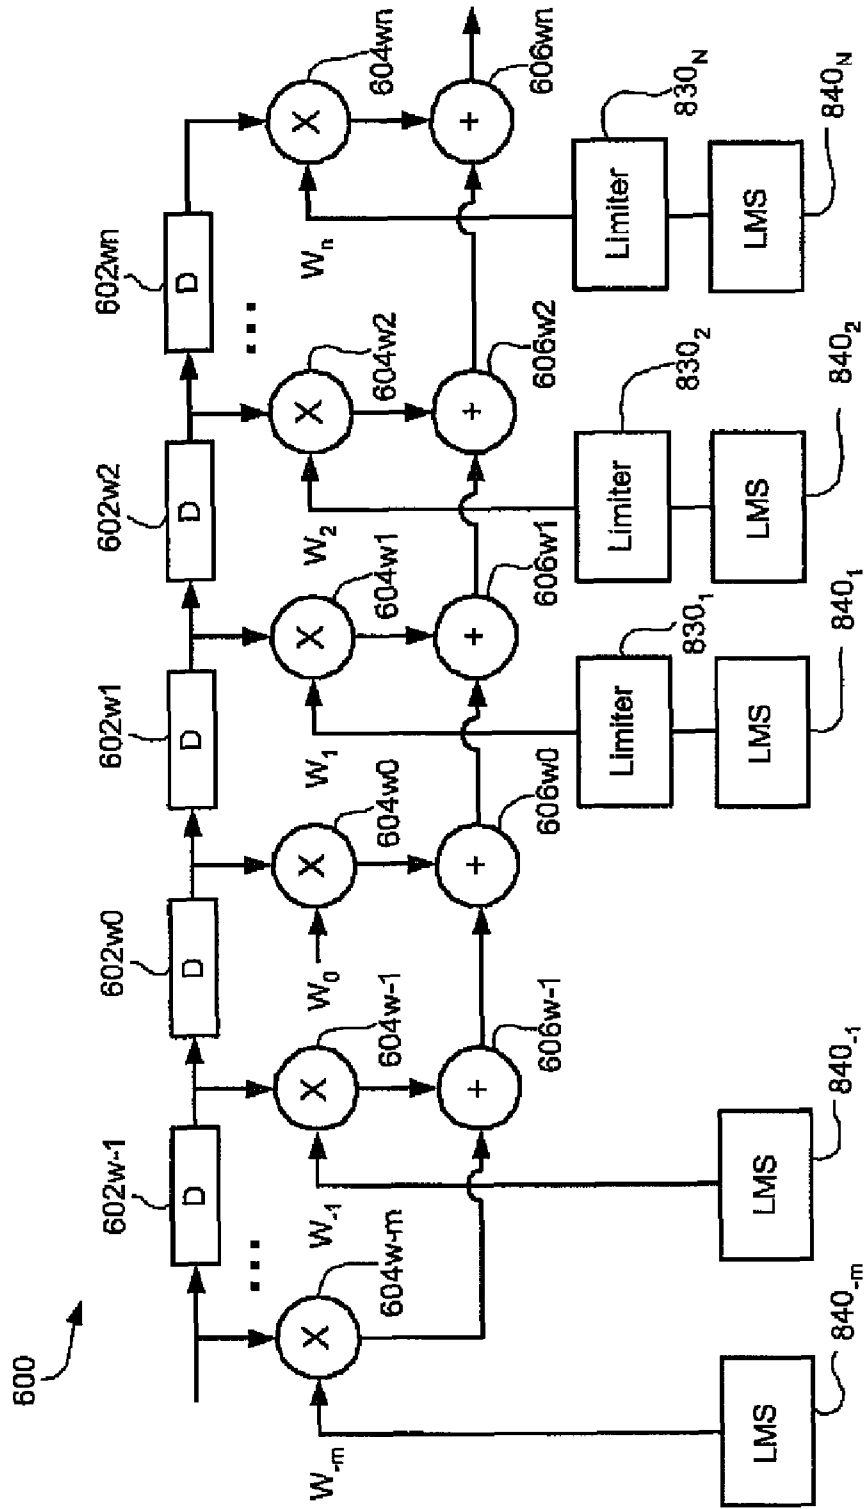 600
602w-1
602w0
602w1
602w2
602wn
D
D
D
D
D
...
...
X
X
X
X
X
X
604w-m
604w-1
604w0
604w1
604w2
604wn
W₋ₘ
W₋₁
W₀
W₁
W₂
Wₙ
+
+
+
+
+
606w-1
606w0
606w1
606w2
606wn
Limiter
Limiter
Limiter
830₁
830₂
830_N
LMS
LMS
LMS
LMS
LMS
840₋ₘ
840₋₁
840₁
840₂
840_N